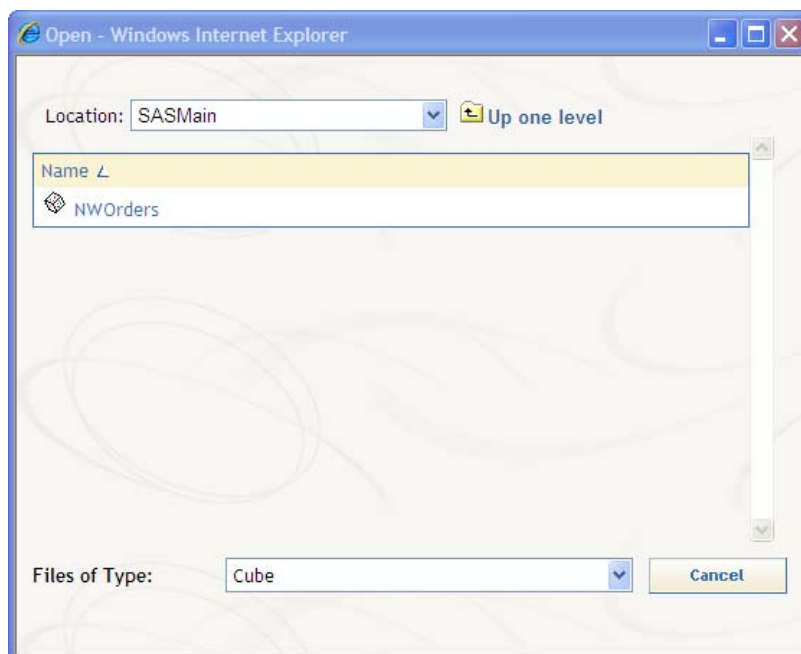 Open - Windows Internet Explorer
Location: SASMain Up one level
Name
NWOrders
Files of Type: Cube Cancel